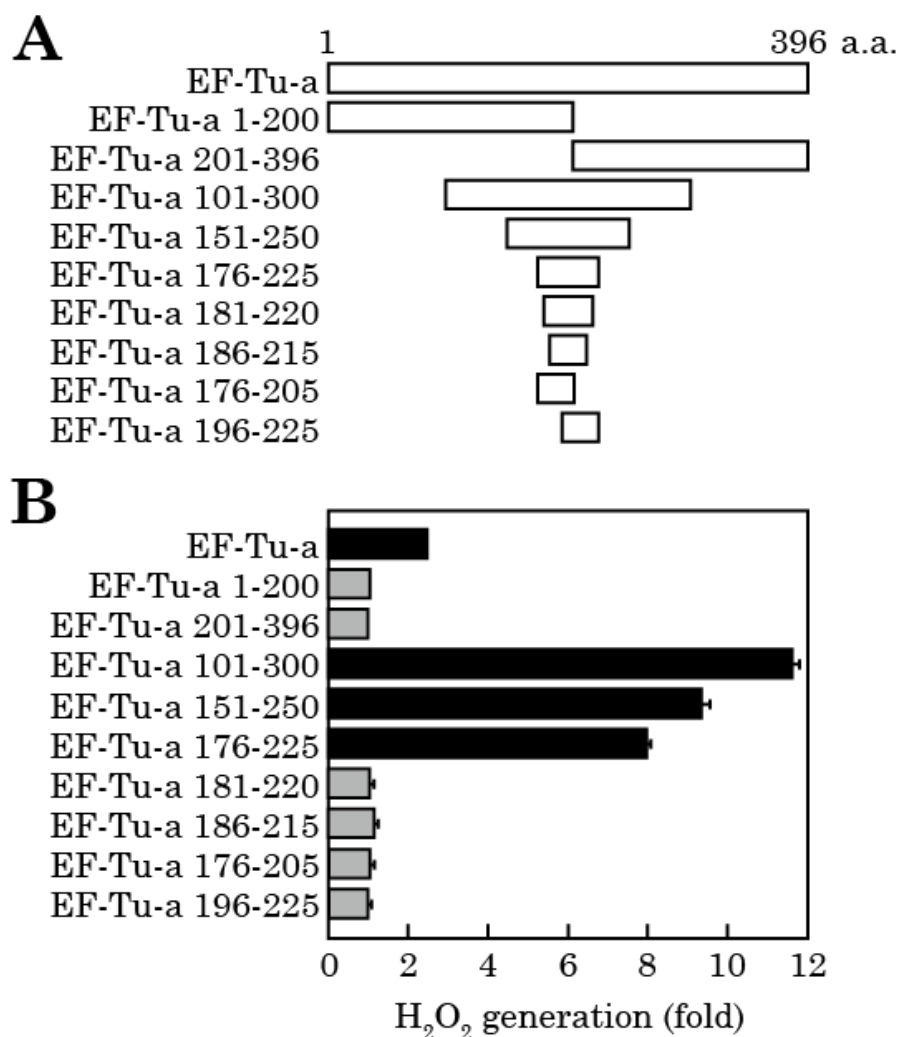 A
1 396 a.a.
EF-Tu-a
EF-Tu-a 1-200
EF-Tu-a 201-396
EF-Tu-a 101-300
EF-Tu-a 151-250
EF-Tu-a 176-225
EF-Tu-a 181-220
EF-Tu-a 186-215
EF-Tu-a 176-205
EF-Tu-a 196-225
B
EF-Tu-a
EF-Tu-a 1-200
EF-Tu-a 201-396
EF-Tu-a 101-300
EF-Tu-a 151-250
EF-Tu-a 176-225
EF-Tu-a 181-220
EF-Tu-a 186-215
EF-Tu-a 176-205
EF-Tu-a 196-225
0 2 4 6 8 10 12
H₂O₂ generation (fold)